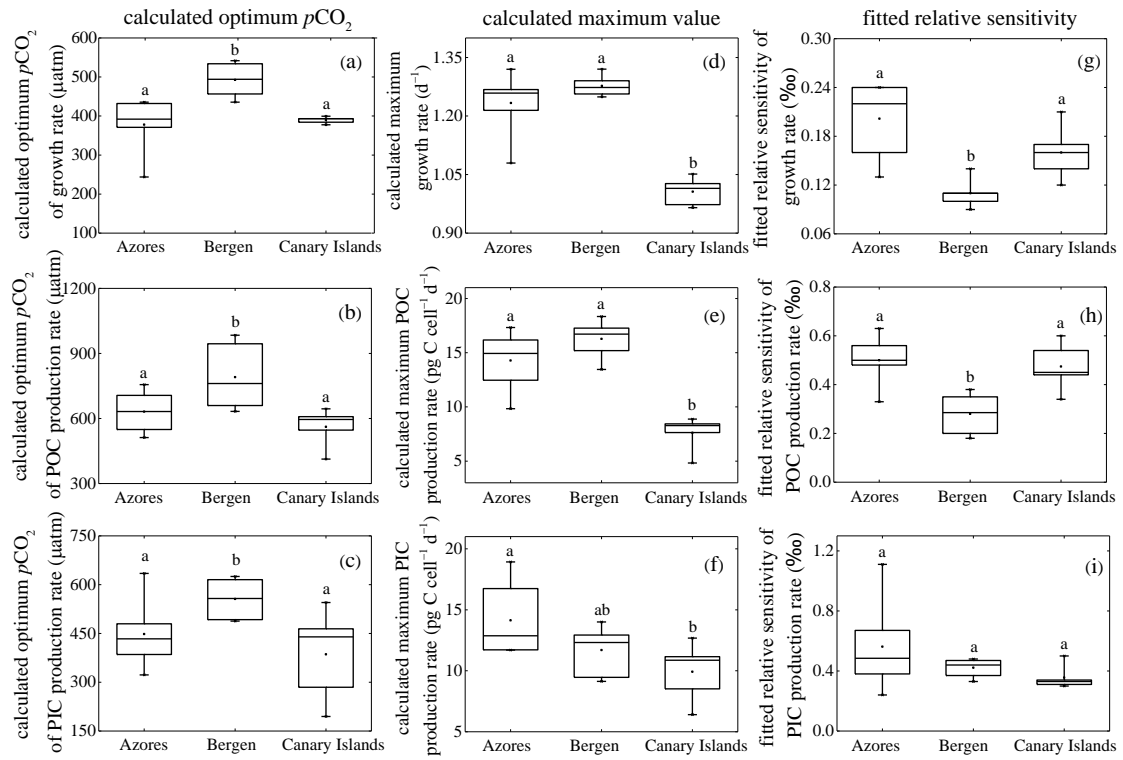 calculated optimum pCO₂
calculated maximum value
fitted relative sensitivity
calculated optimum pCO₂
of growth rate (µatm)
600
500
400
300
200
100
(a)
a
b
a
Azores
Bergen
Canary Islands
calculated maximum
growth rate (d⁻¹)
1.35
1.20
1.05
0.90
(d)
a
a
b
Azores
Bergen
Canary Islands
fitted relative sensitivity of
growth rate (‰)
0.30
0.24
0.18
0.12
0.06
(g)
a
b
a
Azores
Bergen
Canary Islands
calculated optimum pCO₂
of POC production rate (µatm)
1200
900
600
300
(b)
a
b
a
Azores
Bergen
Canary Islands
calculated maximum POC
production rate (pg C cell⁻¹ d⁻¹)
20
15
10
5
(e)
a
a
b
Azores
Bergen
Canary Islands
fitted relative sensitivity of
POC production rate (‰)
0.8
0.6
0.4
0.2
0.0
(h)
a
b
a
Azores
Bergen
Canary Islands
calculated optimum pCO₂
of PIC production rate (µatm)
750
600
450
300
150
(c)
a
b
a
Azores
Bergen
Canary Islands
calculated maximum PIC
production rate (pg C cell⁻¹ d⁻¹)
20
15
10
5
(f)
a
ab
b
Azores
Bergen
Canary Islands
fitted relative sensitivity of
PIC production rate (‰)
1.2
0.8
0.4
0.0
(i)
a
a
a
Azores
Bergen
Canary Islands